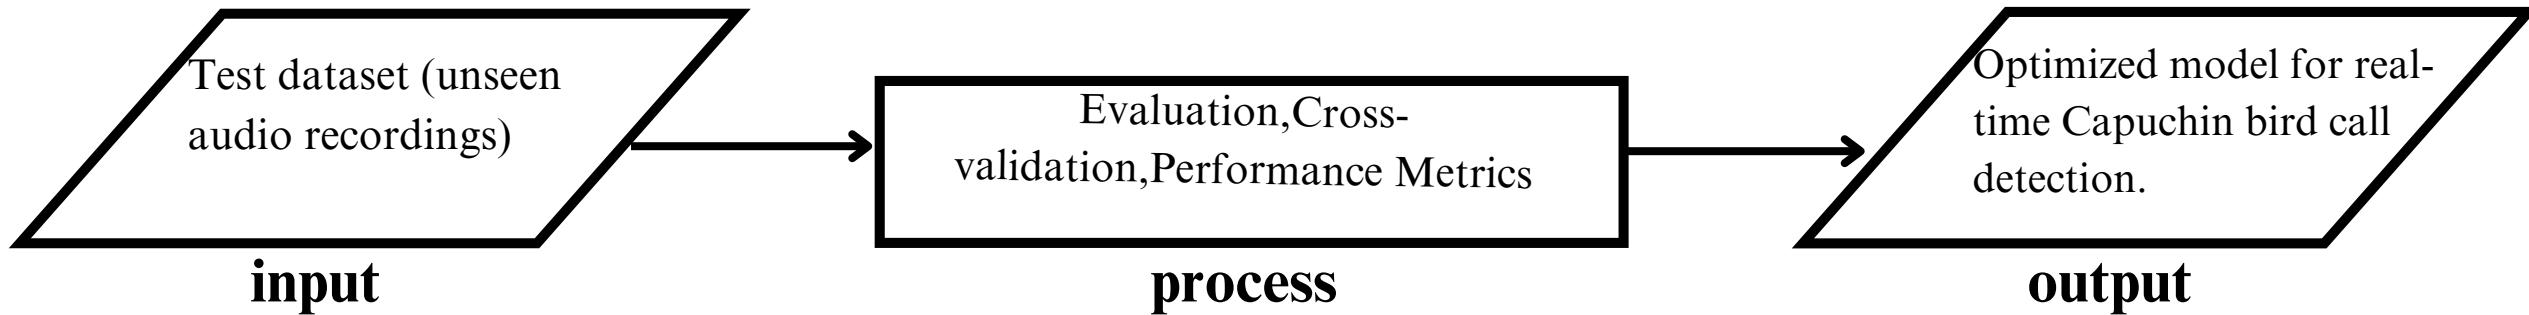 Test dataset (unseen
audio recordings)
input
Evaluation,Cross-
validation,Performance Metrics
process
Optimized model for real-
time Capuchin bird call
detection.
output